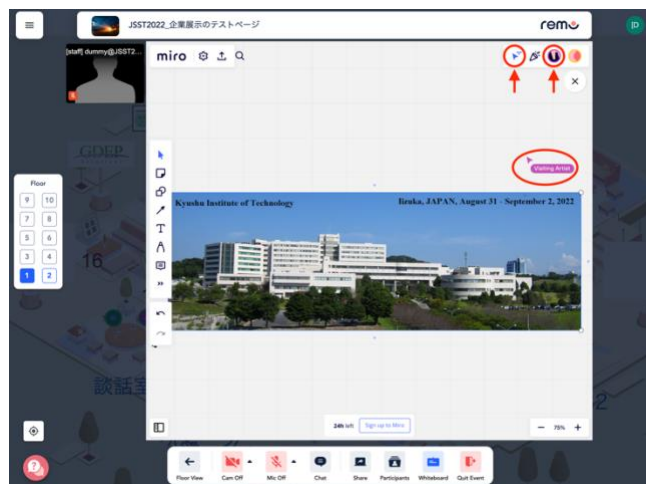 JSST2022_企業展示のテストページ
remo
[staff] dummy@JSST2...
miro
GDEP
Visiting Artist
Floor
9 10
7 8
5 6
3 4
1 2
Kyushu Institute of Technology
Iizuka, JAPAN, August 31 - September 2, 2022
16
談話室
2
24h left
Sign up to Miro
76%
Floor View
Cam Off
Mic Off
Chat
Share
Participants
Whiteboard
Quit Event